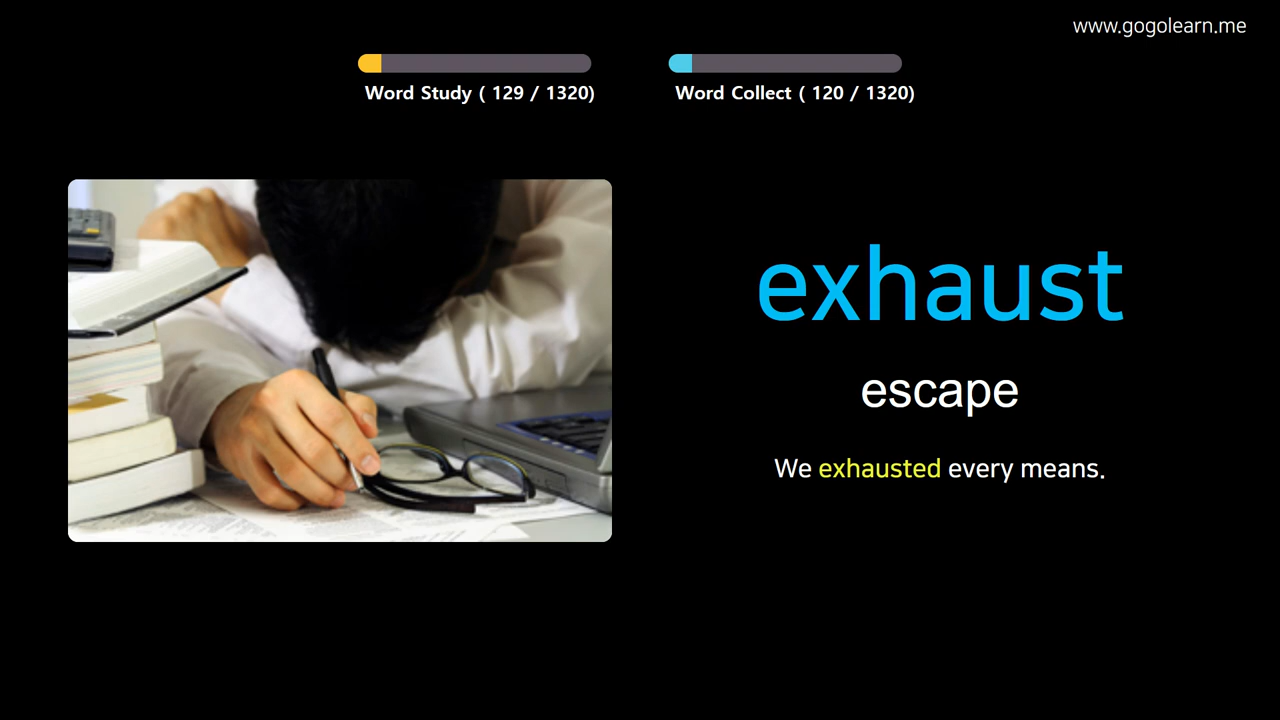 www.gogolearn.me
Word Study ( 129 / 1320)
Word Collect ( 120 / 1320)
exhaust
escape
We exhausted every means.